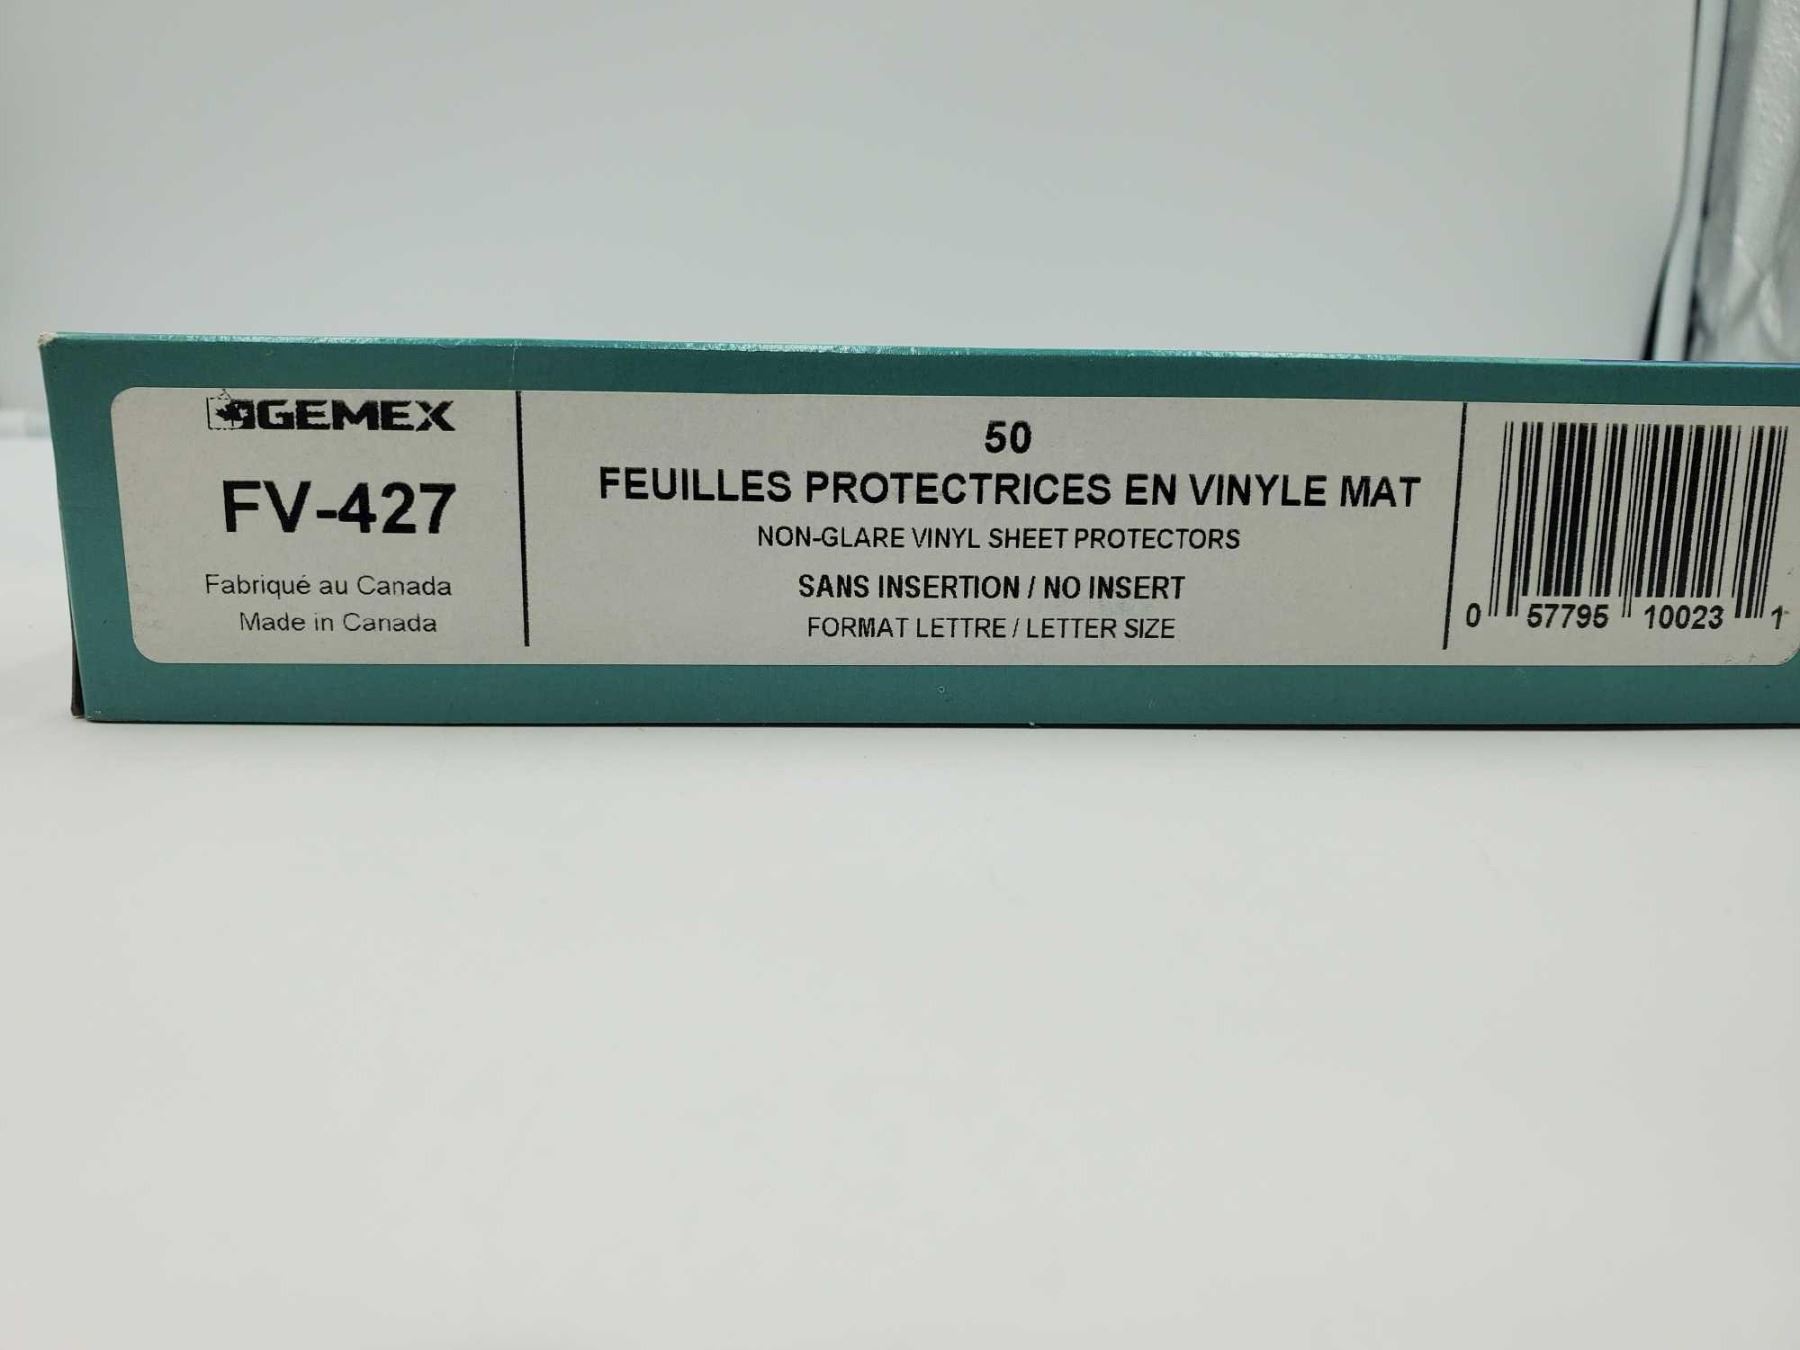 GEMEX
FV-427
Fabriqué au Canada
Made in Canada
50
FEUILLES PROTECTRICES EN VINYLE MAT
NON-GLARE VINYL SHEET PROTECTORS
SANS INSERTION / NO INSERT
FORMAT LETTRE / LETTER SIZE
0 57795 10023 1